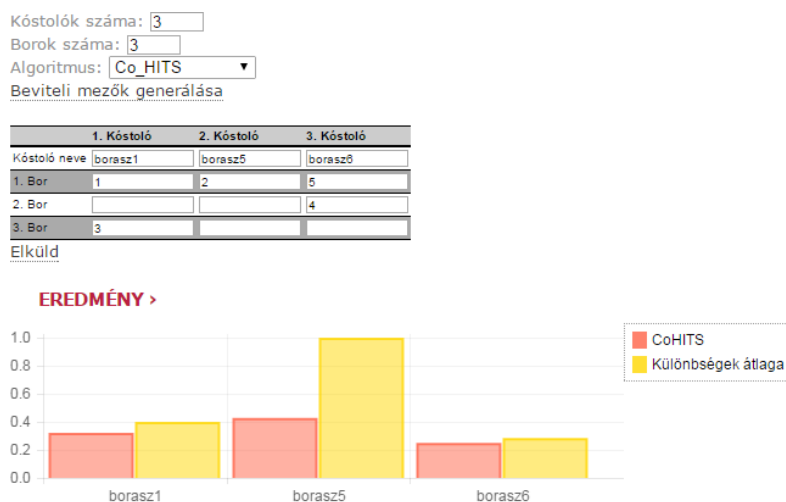 Kóstolók száma: 3
Borok száma: 3
Algoritmus: Co_HITS
Beviteli mezők generálása
1. Kóstoló 2. Kóstoló 3. Kóstoló
Kóstoló neve borasz1 borasz5 borasz6
1. Bor 1 2 5
2. Bor 4
3. Bor 3
Elküld
EREDMÉNY ›
CoHITS
Különbségek átlaga
1.0
0.8
0.6
0.4
0.2
0.0
borasz1 borasz5 borasz6